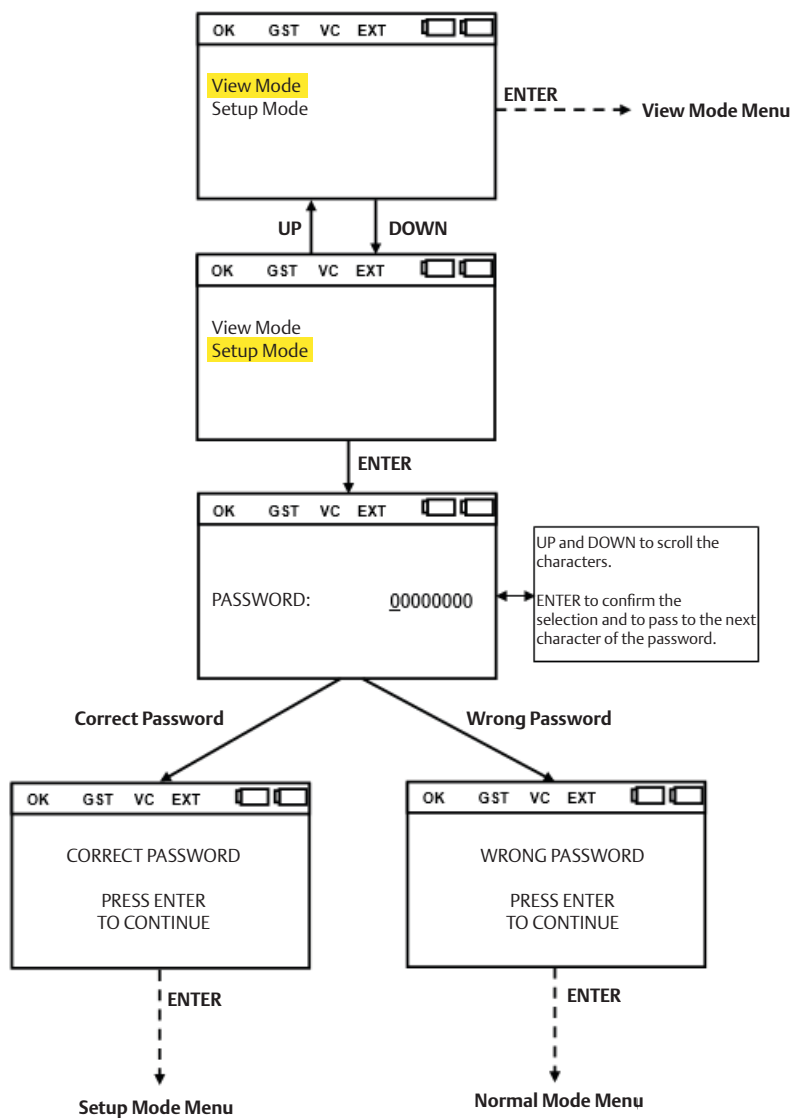 OK GST VC EXT
View Mode
Setup Mode
ENTER
View Mode Menu
UP
DOWN
OK GST VC EXT
View Mode
Setup Mode
ENTER
OK GST VC EXT
PASSWORD: 00000000
UP and DOWN to scroll the
characters.
ENTER to confirm the
selection and to pass to the next
character of the password.
Correct Password
Wrong Password
OK GST VC EXT
CORRECT PASSWORD
PRESS ENTER
TO CONTINUE
ENTER
Setup Mode Menu
OK GST VC EXT
WRONG PASSWORD
PRESS ENTER
TO CONTINUE
ENTER
Normal Mode Menu